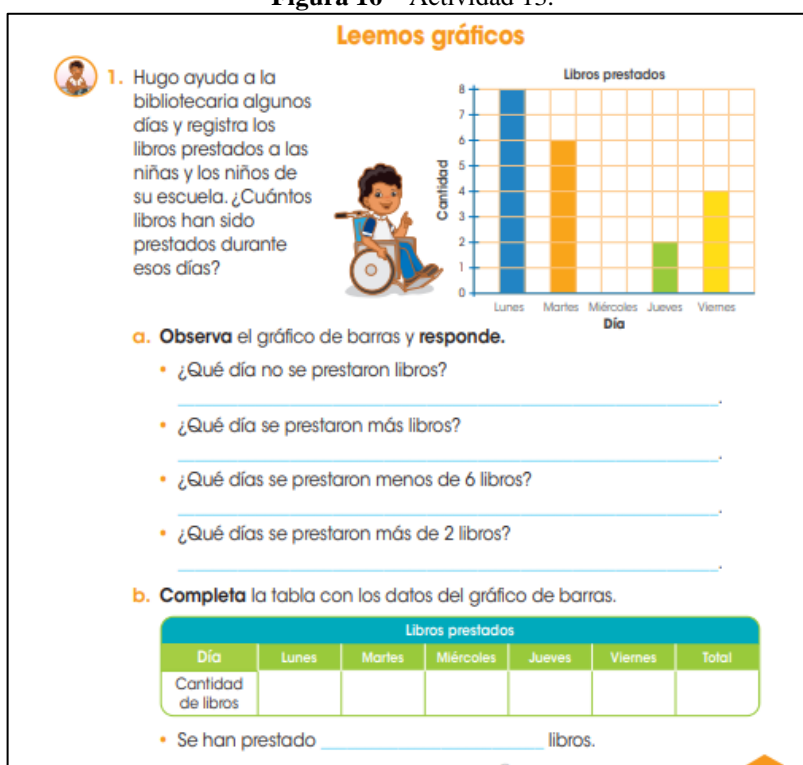 Figura 16 – Actividad 13.
Leemos gráficos
1. Hugo ayuda a la
bibliotecaria algunos
días y registra los
libros prestados a las
niñas y los niños de
su escuela. ¿Cuántos
libros han sido
prestados durante
esos días?
Libros prestados
Cantidad
8
7
6
5
4
3
2
1
0
Lunes Martes Miércoles Jueves Viernes
Día
a. Observa el gráfico de barras y responde.
• ¿Qué día no se prestaron libros?
.
• ¿Qué día se prestaron más libros?
.
• ¿Qué días se prestaron menos de 6 libros?
.
• ¿Qué días se prestaron más de 2 libros?
.
b. Completa la tabla con los datos del gráfico de barras.
Libros prestados
Día Lunes Martes Miércoles Jueves Viernes Total
Cantidad
de libros
• Se han prestado ____________________ libros.